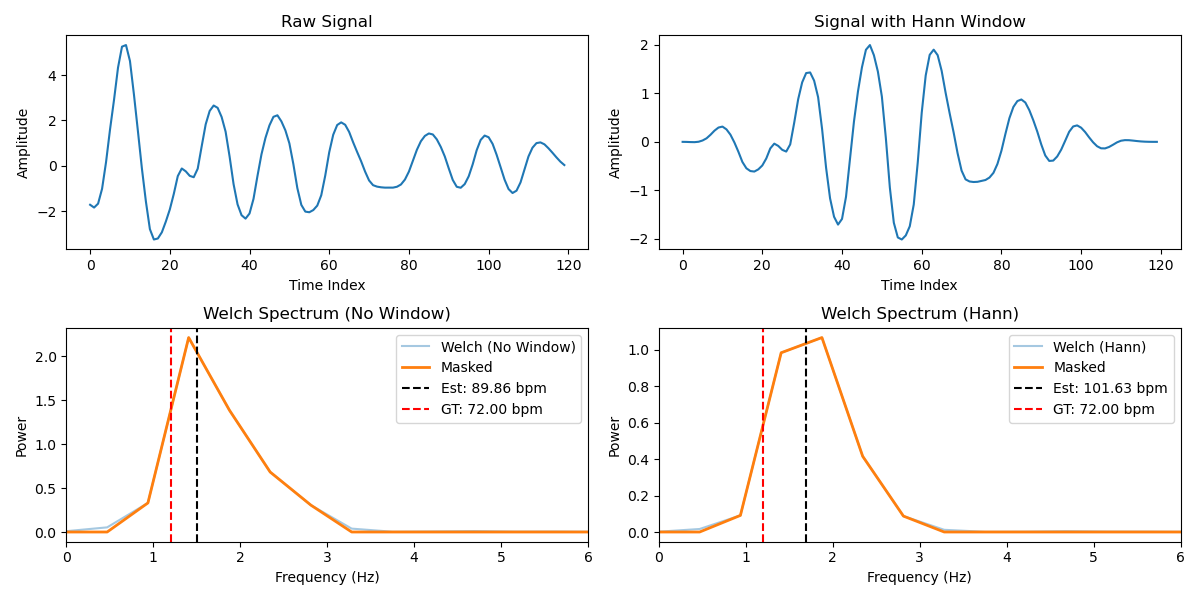 Raw Signal
Amplitude
4
2
0
−2
0 20 40 60 80 100 120
Time Index
Signal with Hann Window
Amplitude
2
1
0
−1
−2
0 20 40 60 80 100 120
Time Index
Welch Spectrum (No Window)
Power
2.0
1.5
1.0
0.5
0.0
0 1 2 3 4 5 6
Frequency (Hz)
Welch (No Window)
Masked
Est: 89.86 bpm
GT: 72.00 bpm
Welch Spectrum (Hann)
Power
1.0
0.8
0.6
0.4
0.2
0.0
0 1 2 3 4 5 6
Frequency (Hz)
Welch (Hann)
Masked
Est: 101.63 bpm
GT: 72.00 bpm